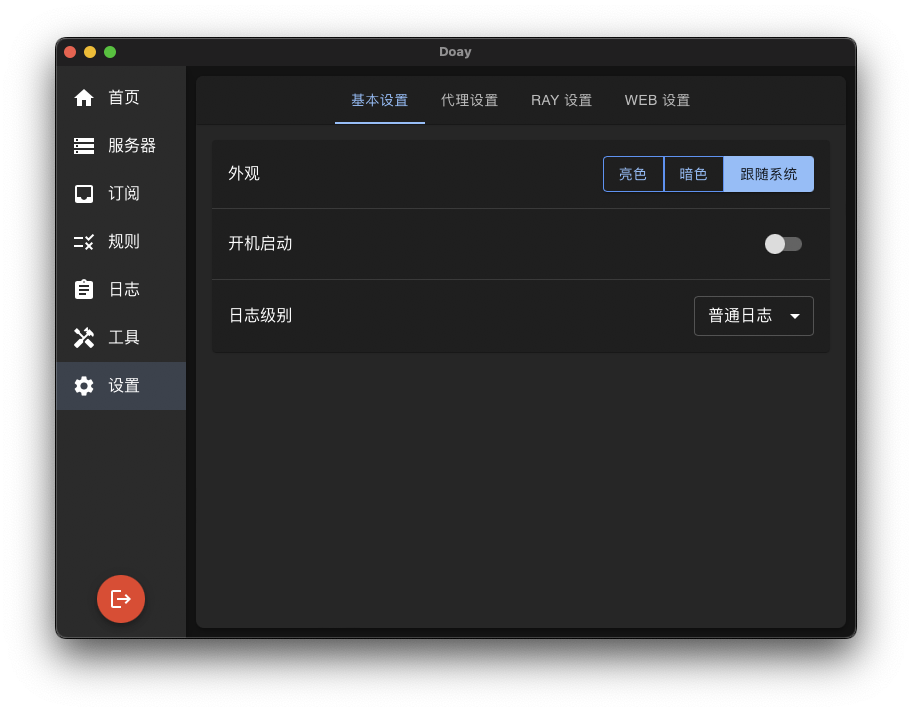 Doay
首页
服务器
订阅
规则
日志
工具
设置
基本设置 代理设置 RAY 设置 WEB 设置
外观 亮色 暗色 跟随系统
开机启动
日志级别 普通日志